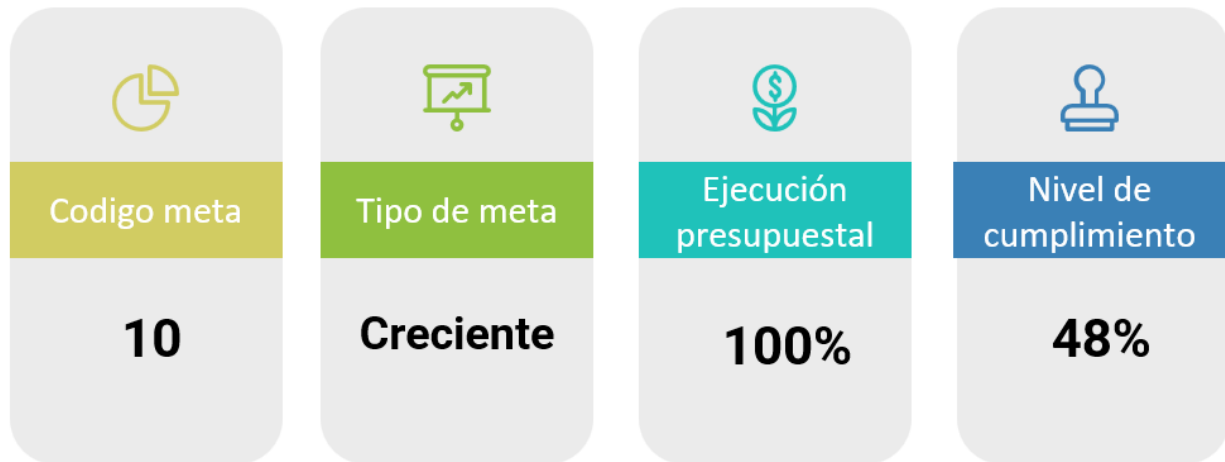 Codigo meta
10
Tipo de meta
Creciente
Ejecución
presupuestal
100%
Nivel de
cumplimiento
48%